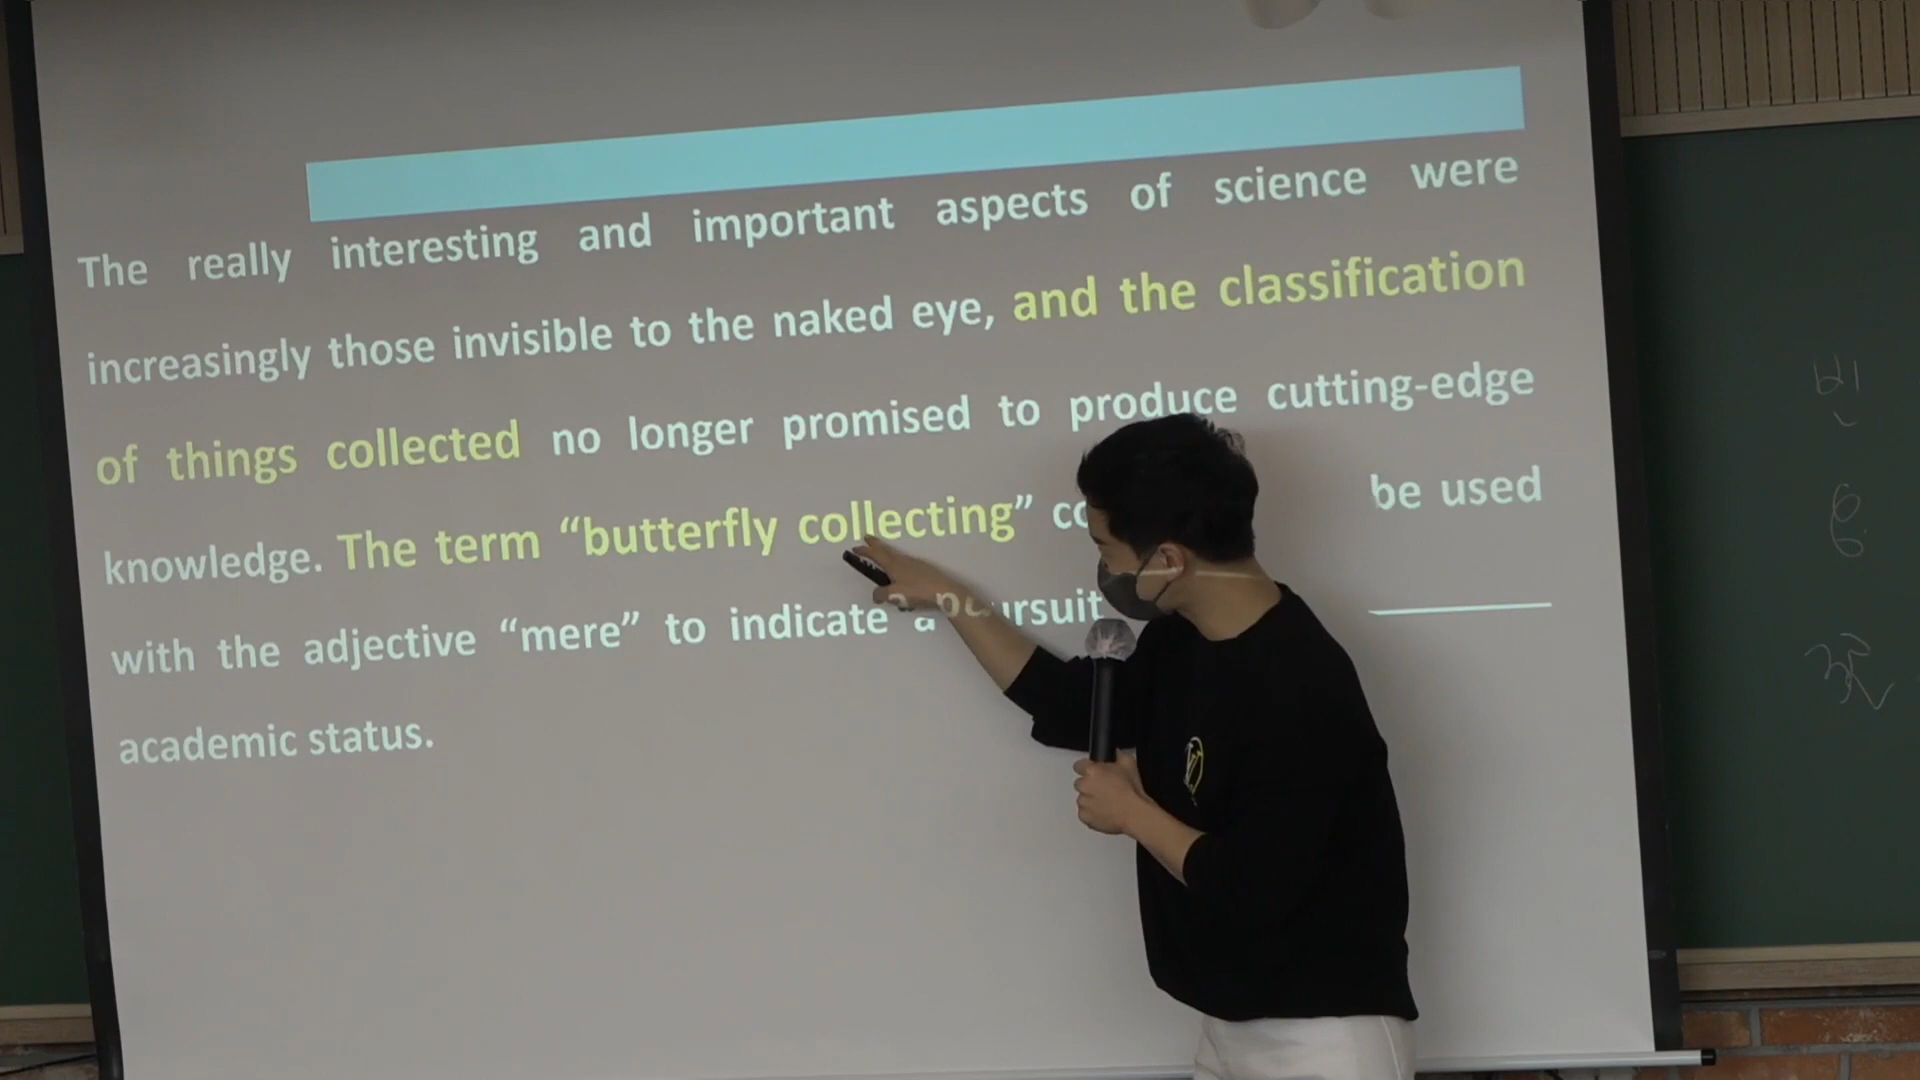 The really interesting and important aspects of science were
increasingly those invisible to the naked eye, and the classification
of things collected no longer promised to produce cutting-edge
knowledge. The term “butterfly collecting” be used
with the adjective “mere” to indicate a pursuit
academic status.
빈